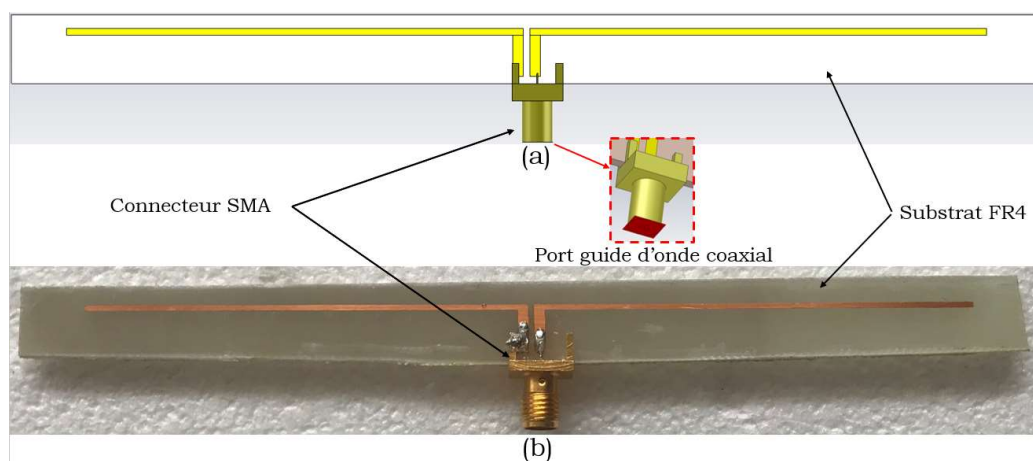 (a)
Connecteur SMA
Substrat FR4
Port guide d'onde coaxial
(b)